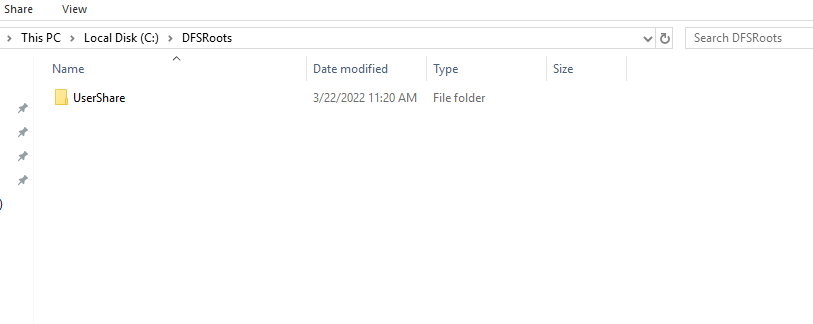 Share View
This PC Local Disk (C:) DFSRoots Search DFSRoots
Name Date modified Type Size
UserShare 3/22/2022 11:20 AM File folder
)